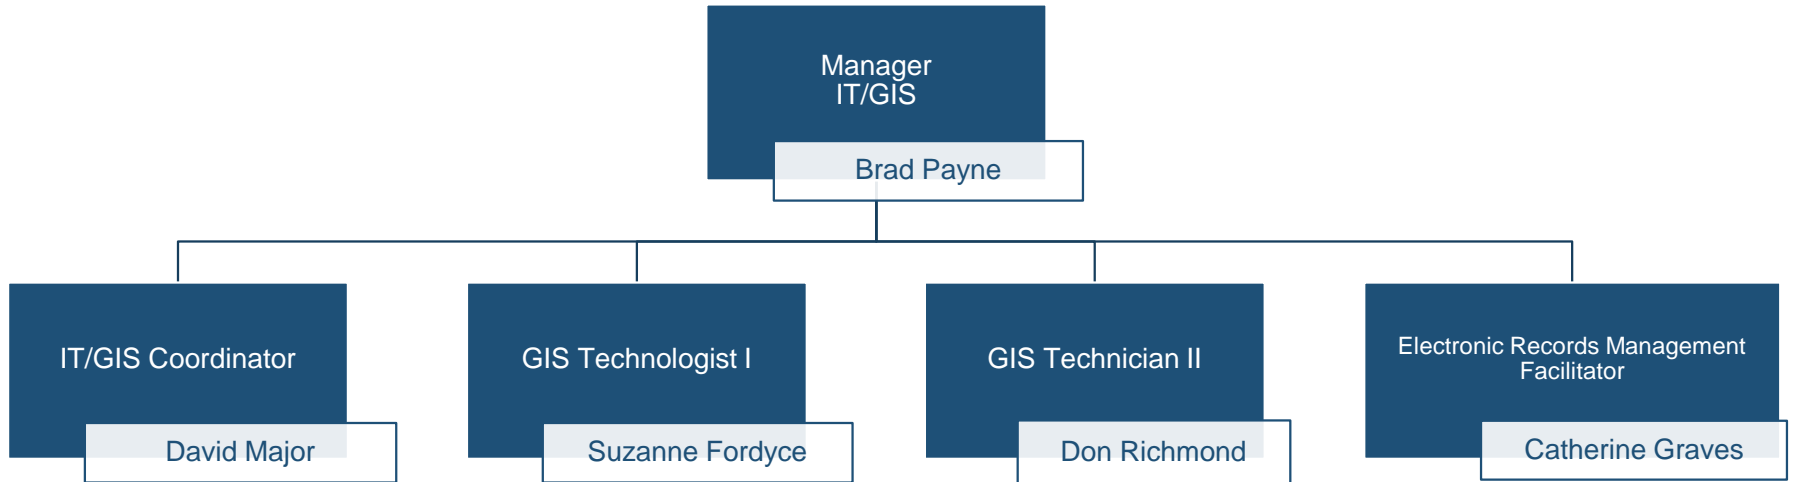 Manager
IT/GIS
Brad Payne
IT/GIS Coordinator
David Major
GIS Technologist I
Suzanne Fordyce
GIS Technician II
Don Richmond
Electronic Records Management
Facilitator
Catherine Graves